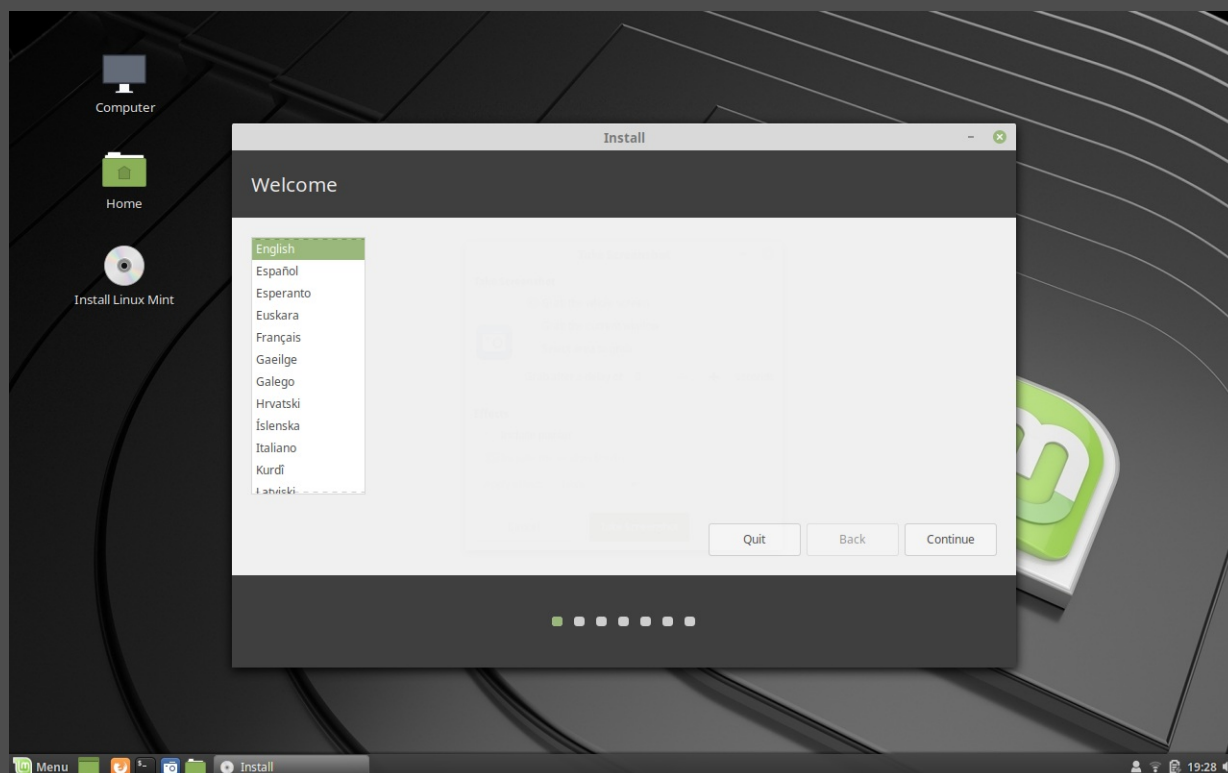 Computer
Home
Install Linux Mint
Install
Welcome
English
Español
Esperanto
Euskara
Français
Gaeilge
Galego
Hrvatski
Íslenska
Italiano
Kurdî
Latviski
Quit
Back
Continue
Menu
Install
19:28